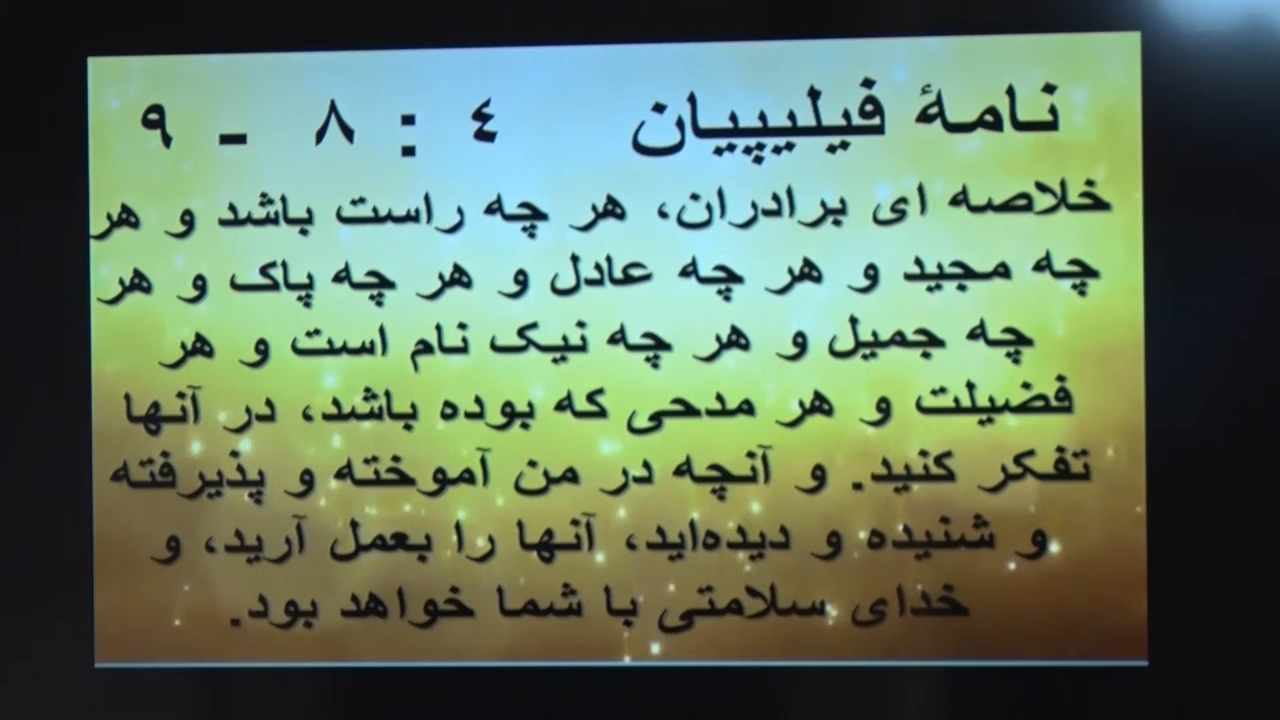 نامهٔ فیلیپیان ٤ : ٨ - ٩
خلاصه ای برادران، هر چه راست باشد و هر
چه مجید و هر چه عادل و هر چه پاک و هر
چه جمیل و هر چه نیک نام است و هر
فضیلت و هر مدحی که بوده باشد، در آنها
تفکر کنید. و آنچه در من آموخته و پذیرفته
و شنیده و دیده‌اید، آنها را بعمل آرید، و
خدای سلامتی با شما خواهد بود.